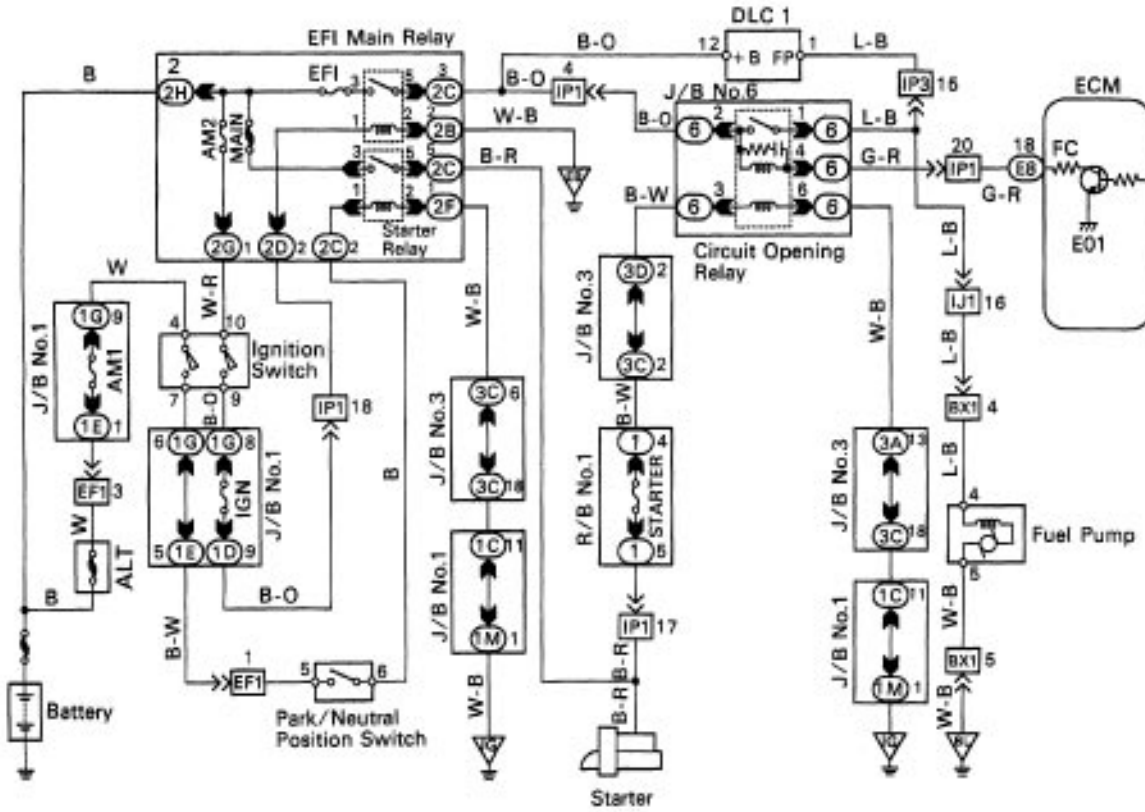 DLC 1
EFI Main Relay
B-O
12
+B FP
1
L-B
2
B
2H
EFI
3
5
3
2C
B-O
4
IP1
J/B No.6
IP3
15
ECM
AM2
MAIN
1
2
2B
W-B
B-O
6
2
1
6
L-B
20
18
FC
3
5
2C
B-R
4
6
G-R
IP1
E8
G-R
1
2
2F
B-W
6
3
6
6
E01
Starter
Relay
2G
1
2D
2
2C
2
Circuit Opening
Relay
L-B
W
W-R
W-B
3D
2
J/B No.3
3C
2
W-B
IJ1
16
J/B No.1
1G
9
AM1
1E
1
4
10
Ignition
Switch
7
9
B-O
IP1
18
B-W
L-B
BX1
4
L-B
6
1G
1G
8
IGN
J/B No.1
5
1E
1D
9
B
J/B No.3
3C
6
3C
18
R/B No.1
1
4
STARTER
1
5
J/B No.3
3A
13
3C
18
EF1
3
W
ALT
B
4
Fuel Pump
5
B-O
J/B No.1
1C
11
1M
1
IP1
17
J/B No.1
1C
11
1M
1
W-B
BX1
5
W-B
B-W
1
EF1
5
6
Park/Neutral
Position Switch
Battery
W-B
B-R
B-R
Starter